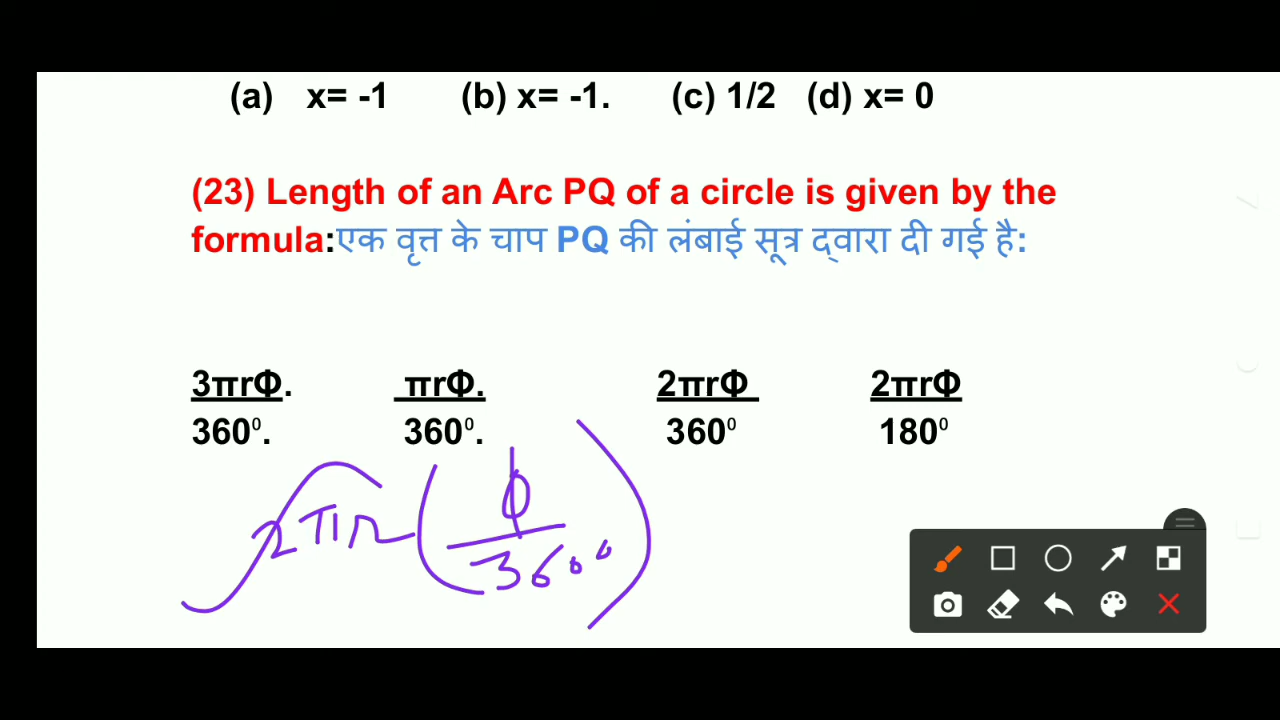 (a) x= -1 (b) x= -1. (c) 1/2 (d) x= 0
(23) Length of an Arc PQ of a circle is given by the
formula:एक वृत्त के चाप PQ की लंबाई सूत्र द्वारा दी गई है:
3πrΦ. πrΦ. 2πrΦ 2πrΦ
360⁰. 360⁰. 360⁰ 180⁰
2πr(ϕ/360°)